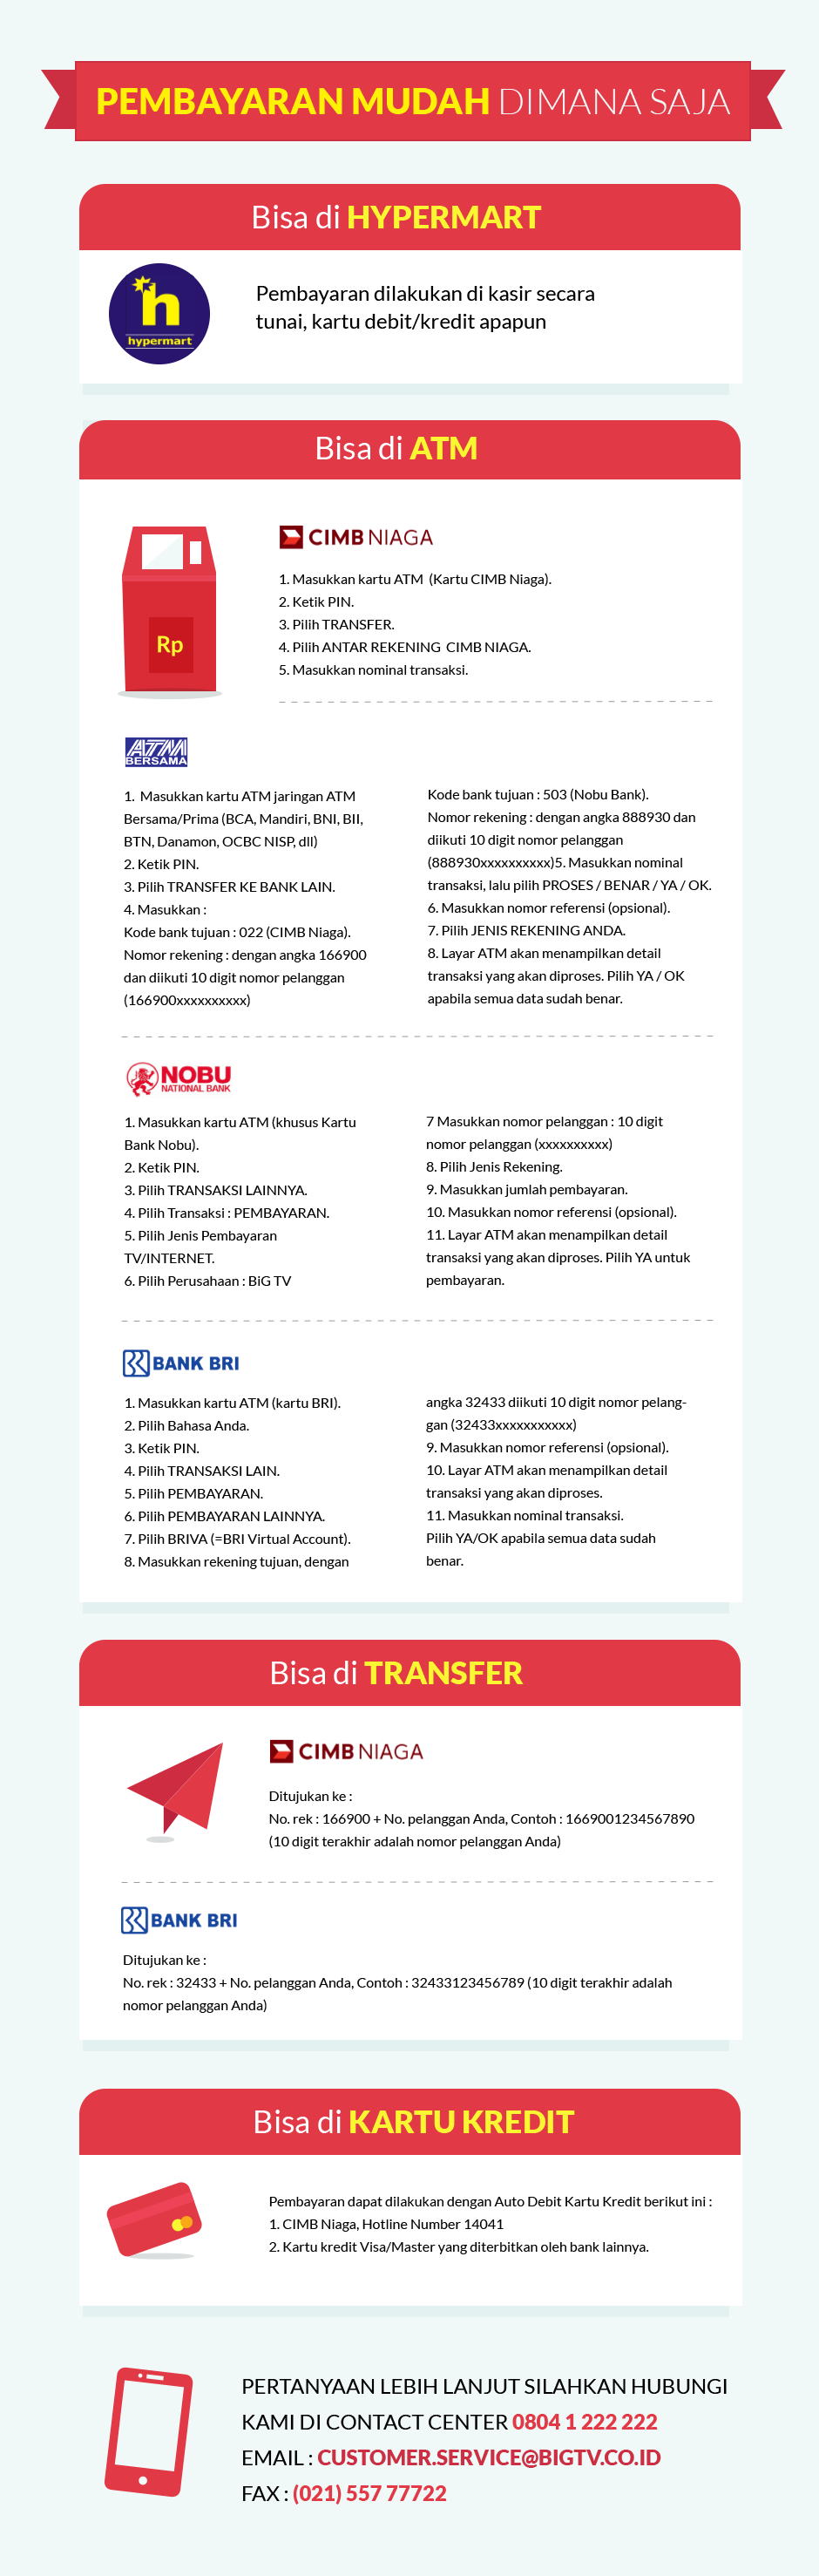 PEMBAYARAN MUDAH DIMANA SAJA
Bisa di HYPERMART
h
hypermart
Pembayaran dilakukan di kasir secara
tunai, kartu debit/kredit apapun
Bisa di ATM
Rp
CIMB NIAGA
1. Masukkan kartu ATM (Kartu CIMB Niaga).
2. Ketik PIN.
3. Pilih TRANSFER.
4. Pilih ANTAR REKENING CIMB NIAGA.
5. Masukkan nominal transaksi.
ATM
BERSAMA
1. Masukkan kartu ATM jaringan ATM
Bersama/Prima (BCA, Mandiri, BNI, BII,
BTN, Danamon, OCBC NISP, dll)
2. Ketik PIN.
3. Pilih TRANSFER KE BANK LAIN.
4. Masukkan :
Kode bank tujuan : 022 (CIMB Niaga).
Nomor rekening : dengan angka 166900
dan diikuti 10 digit nomor pelanggan
(166900xxxxxxxxxx)
Kode bank tujuan : 503 (Nobu Bank).
Nomor rekening : dengan angka 888930 dan
diikuti 10 digit nomor pelanggan
(888930xxxxxxxxxx)5. Masukkan nominal
transaksi, lalu pilih PROSES / BENAR / YA / OK.
6. Masukkan nomor referensi (opsional).
7. Pilih JENIS REKENING ANDA.
8. Layar ATM akan menampilkan detail
transaksi yang akan diproses. Pilih YA / OK
apabila semua data sudah benar.
NOBU
NATIONAL BANK
1. Masukkan kartu ATM (khusus Kartu
Bank Nobu).
2. Ketik PIN.
3. Pilih TRANSAKSI LAINNYA.
4. Pilih Transaksi : PEMBAYARAN.
5. Pilih Jenis Pembayaran
TV/INTERNET.
6. Pilih Perusahaan : BiG TV
7 Masukkan nomor pelanggan : 10 digit
nomor pelanggan (xxxxxxxxxx)
8. Pilih Jenis Rekening.
9. Masukkan jumlah pembayaran.
10. Masukkan nomor referensi (opsional).
11. Layar ATM akan menampilkan detail
transaksi yang akan diproses. Pilih YA untuk
pembayaran.
BANK BRI
1. Masukkan kartu ATM (kartu BRI).
2. Pilih Bahasa Anda.
3. Ketik PIN.
4. Pilih TRANSAKSI LAIN.
5. Pilih PEMBAYARAN.
6. Pilih PEMBAYARAN LAINNYA.
7. Pilih BRIVA (=BRI Virtual Account).
8. Masukkan rekening tujuan, dengan
angka 32433 diikuti 10 digit nomor pelang-
gan (32433xxxxxxxxxxx)
9. Masukkan nomor referensi (opsional).
10. Layar ATM akan menampilkan detail
transaksi yang akan diproses.
11. Masukkan nominal transaksi.
Pilih YA/OK apabila semua data sudah
benar.
Bisa di TRANSFER
CIMB NIAGA
Ditujukan ke :
No. rek : 166900 + No. pelanggan Anda, Contoh : 1669001234567890
(10 digit terakhir adalah nomor pelanggan Anda)
BANK BRI
Ditujukan ke :
No. rek : 32433 + No. pelanggan Anda, Contoh : 32433123456789 (10 digit terakhir adalah
nomor pelanggan Anda)
Bisa di KARTU KREDIT
Pembayaran dapat dilakukan dengan Auto Debit Kartu Kredit berikut ini :
1. CIMB Niaga, Hotline Number 14041
2. Kartu kredit Visa/Master yang diterbitkan oleh bank lainnya.
PERTANYAAN LEBIH LANJUT SILAHKAN HUBUNGI
KAMI DI CONTACT CENTER 0804 1 222 222
EMAIL : CUSTOMER.SERVICE@BIGTV.CO.ID
FAX : (021) 557 77722